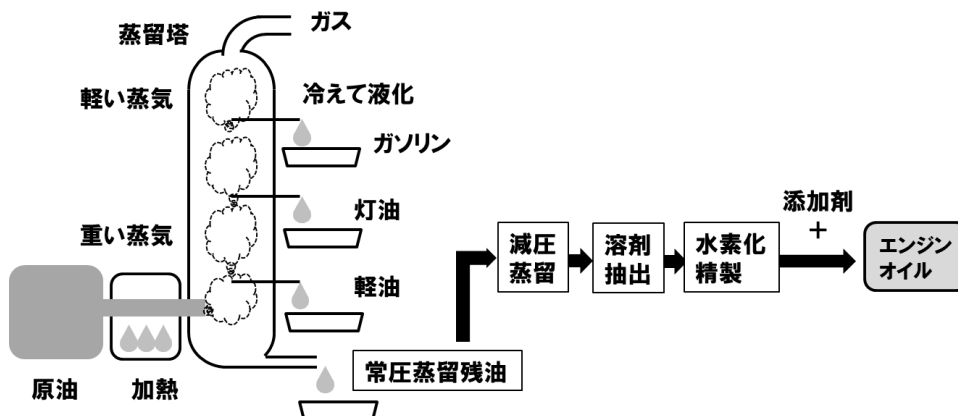 蒸留塔
ガス
軽い蒸気
冷えて液化
ガソリン
灯油
重い蒸気
軽油
原油
加熱
常圧蒸留残油
減圧
蒸留
溶剤
抽出
水素化
精製
添加剤
+
エンジン
オイル